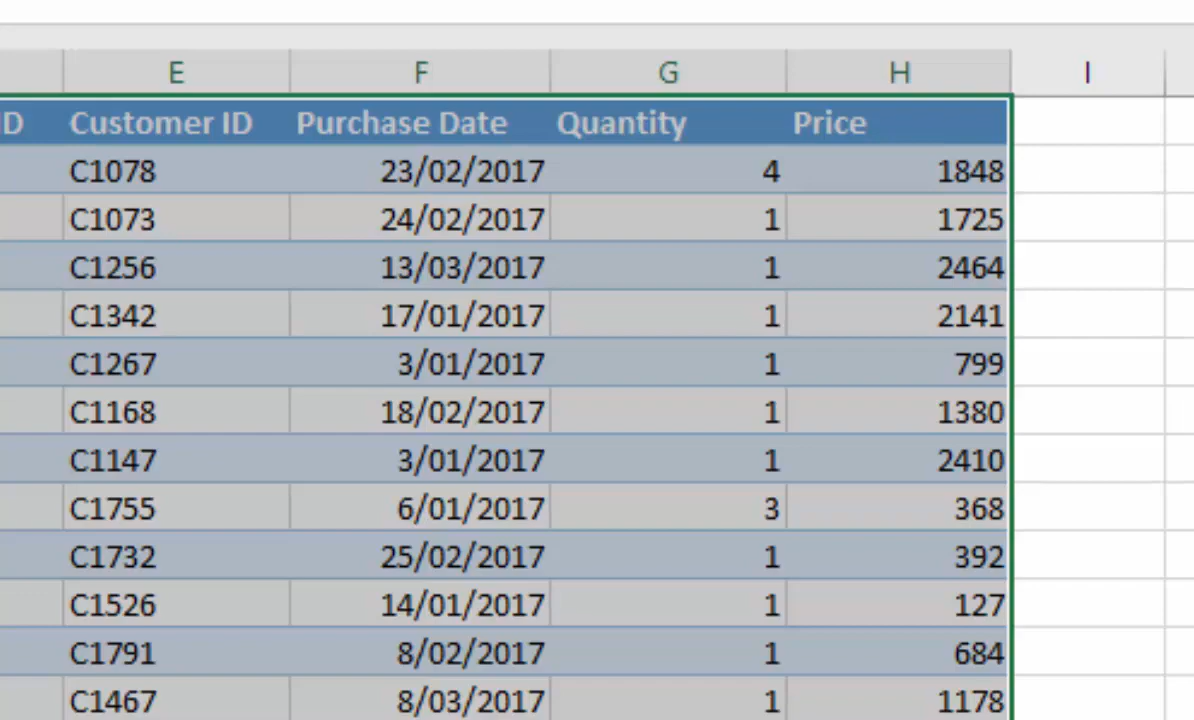 E F G H I
ID Customer ID Purchase Date Quantity Price
C1078 23/02/2017 4 1848
C1073 24/02/2017 1 1725
C1256 13/03/2017 1 2464
C1342 17/01/2017 1 2141
C1267 3/01/2017 1 799
C1168 18/02/2017 1 1380
C1147 3/01/2017 1 2410
C1755 6/01/2017 3 368
C1732 25/02/2017 1 392
C1526 14/01/2017 1 127
C1791 8/02/2017 1 684
C1467 8/03/2017 1 1178